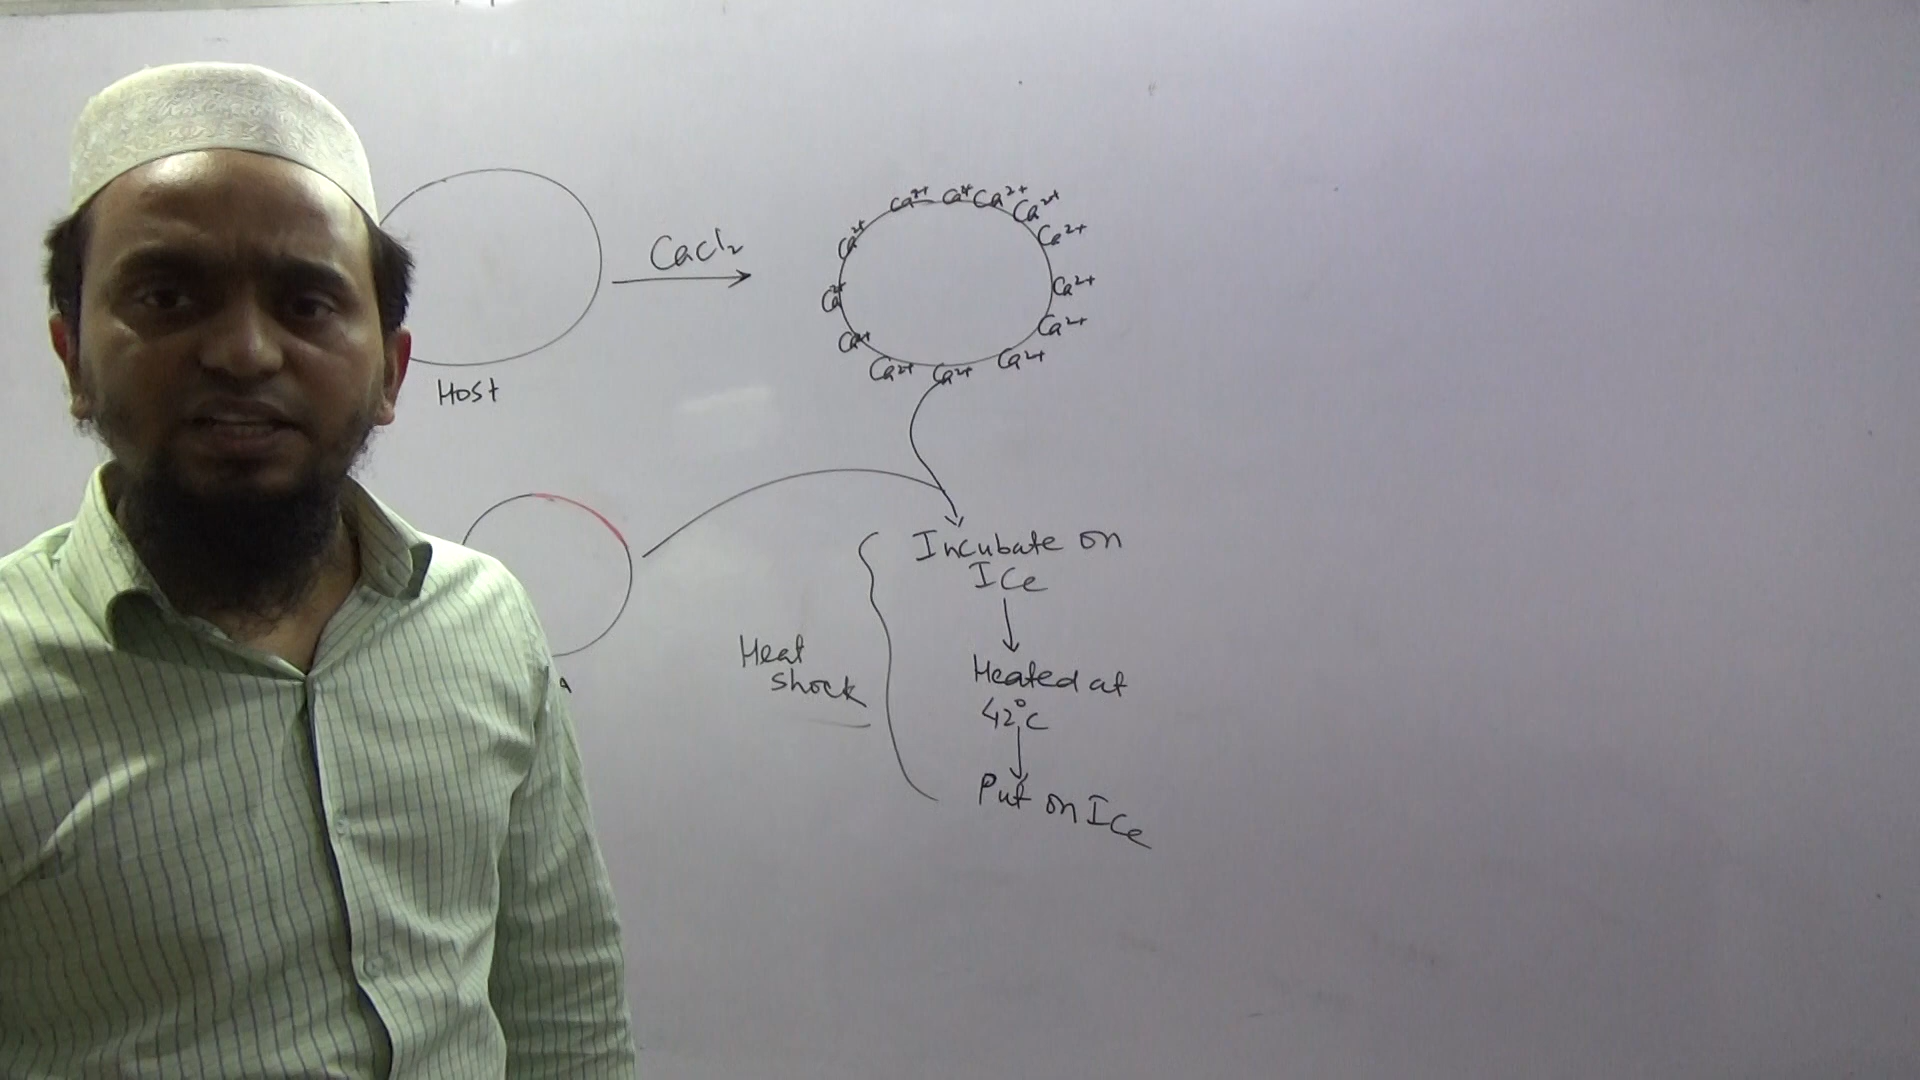 CaCl₂
Host
Ca²⁺ Ca²⁺ Ca²⁺ Ca²⁺
Ca²⁺ Ca²⁺
Ca²⁺ Ca²⁺
Ca²⁺ Ca²⁺
Ca²⁺ Ca²⁺ Ca²⁺
Incubate on
Ice
Heat
shock
Heated at
42°C
Put on Ice